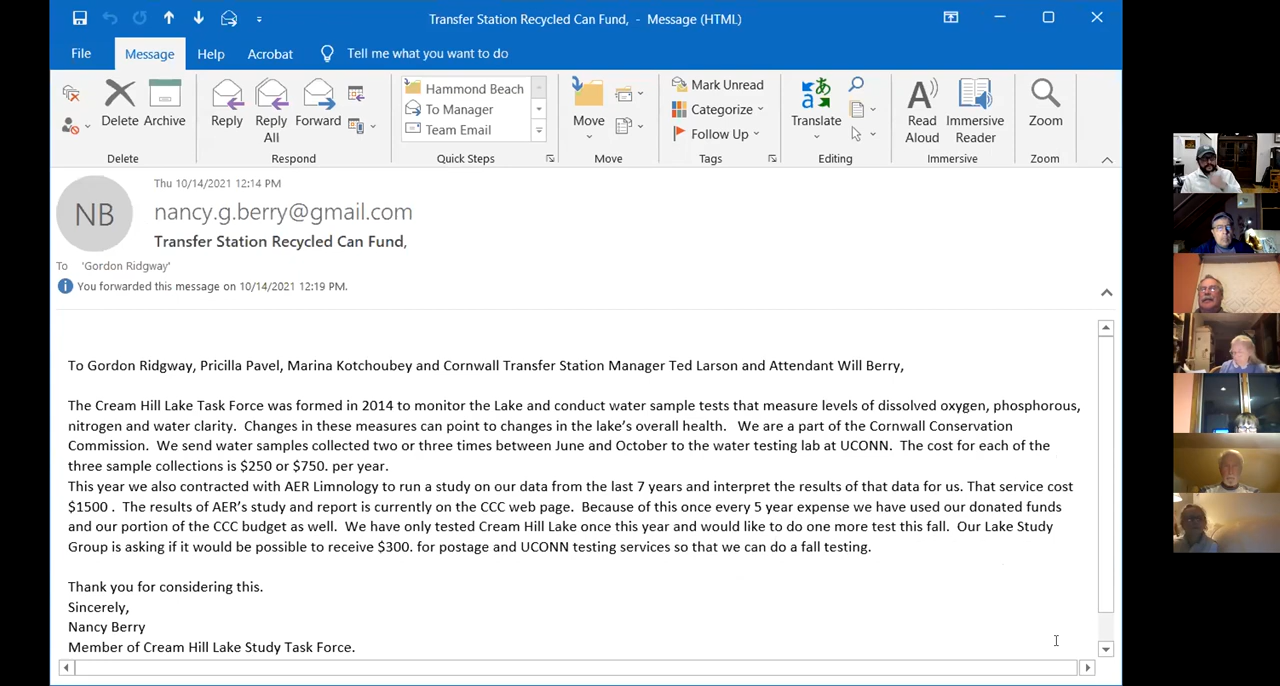 Transfer Station Recycled Can Fund, - Message (HTML)
File Message Help Acrobat Tell me what you want to do
Delete Archive Reply Reply All Forward
Hammond Beach
To Manager
Team Email
Move
Mark Unread
Categorize
Follow Up
Translate
Read Aloud
Immersive Reader
Zoom
Delete Respond Quick Steps Move Tags Editing Immersive Zoom
NB
Thu 10/14/2021 12:14 PM
nancy.g.berry@gmail.com
Transfer Station Recycled Can Fund,
To 'Gordon Ridgway'
You forwarded this message on 10/14/2021 12:19 PM.
To Gordon Ridgway, Pricilla Pavel, Marina Kotchoubey and Cornwall Transfer Station Manager Ted Larson and Attendant Will Berry,
The Cream Hill Lake Task Force was formed in 2014 to monitor the Lake and conduct water sample tests that measure levels of dissolved oxygen, phosphorous,
nitrogen and water clarity. Changes in these measures can point to changes in the lake's overall health. We are a part of the Cornwall Conservation
Commission. We send water samples collected two or three times between June and October to the water testing lab at UCONN. The cost for each of the
three sample collections is $250 or $750. per year.
This year we also contracted with AER Limnology to run a study on our data from the last 7 years and interpret the results of that data for us. That service cost
$1500 . The results of AER's study and report is currently on the CCC web page. Because of this once every 5 year expense we have used our donated funds
and our portion of the CCC budget as well. We have only tested Cream Hill Lake once this year and would like to do one more test this fall. Our Lake Study
Group is asking if it would be possible to receive $300. for postage and UCONN testing services so that we can do a fall testing.
Thank you for considering this.
Sincerely,
Nancy Berry
Member of Cream Hill Lake Study Task Force.